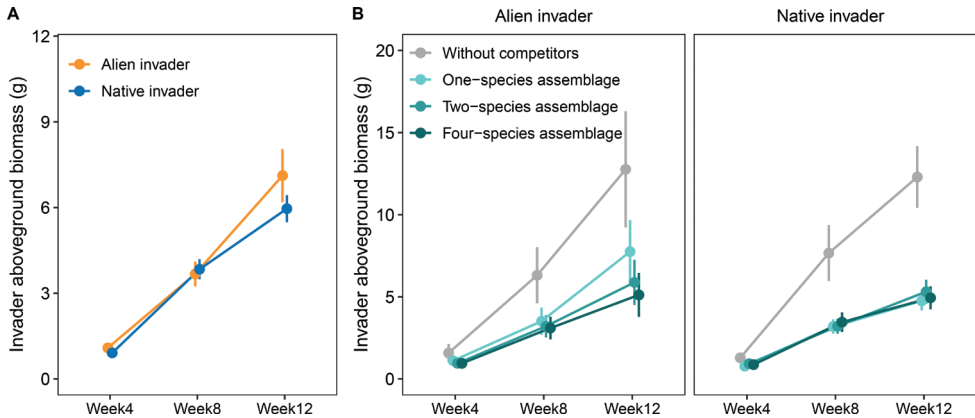 A
Invader aboveground biomass (g)
12
9
6
3
0
Alien invader
Native invader
Week4
Week8
Week12
B
Alien invader
Native invader
Invader aboveground biomass (g)
20
15
10
5
0
Without competitors
One−species assemblage
Two−species assemblage
Four−species assemblage
Week4
Week8
Week12
Week4
Week8
Week12